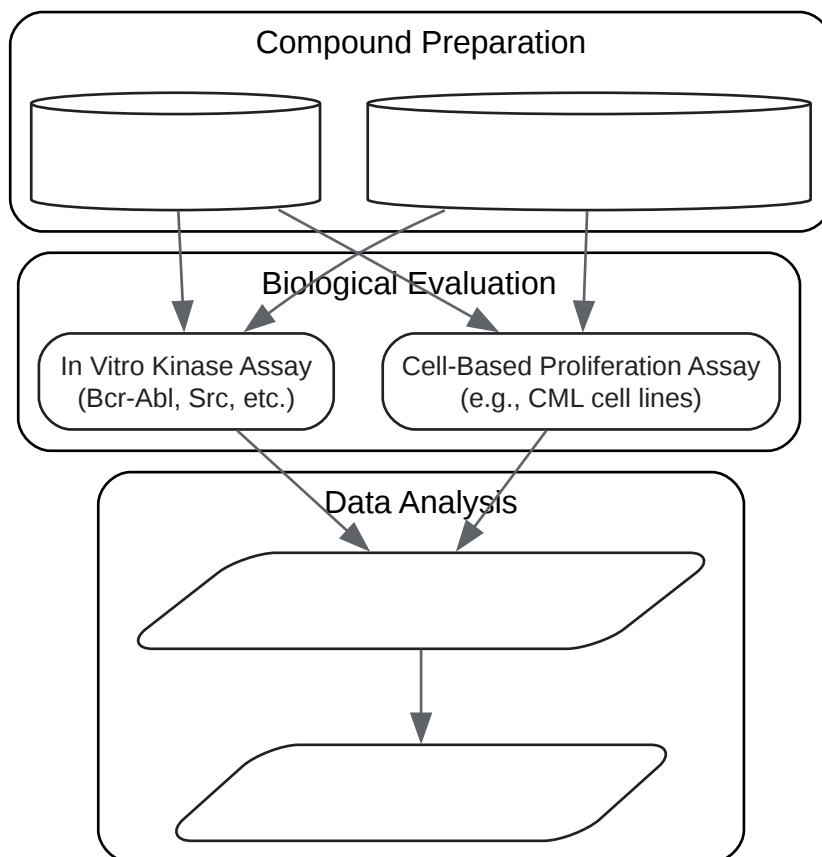 Compound Preparation
Biological Evaluation
In Vitro Kinase Assay
(Bcr-Abl, Src, etc.)
Cell-Based Proliferation Assay
(e.g., CML cell lines)
Data Analysis